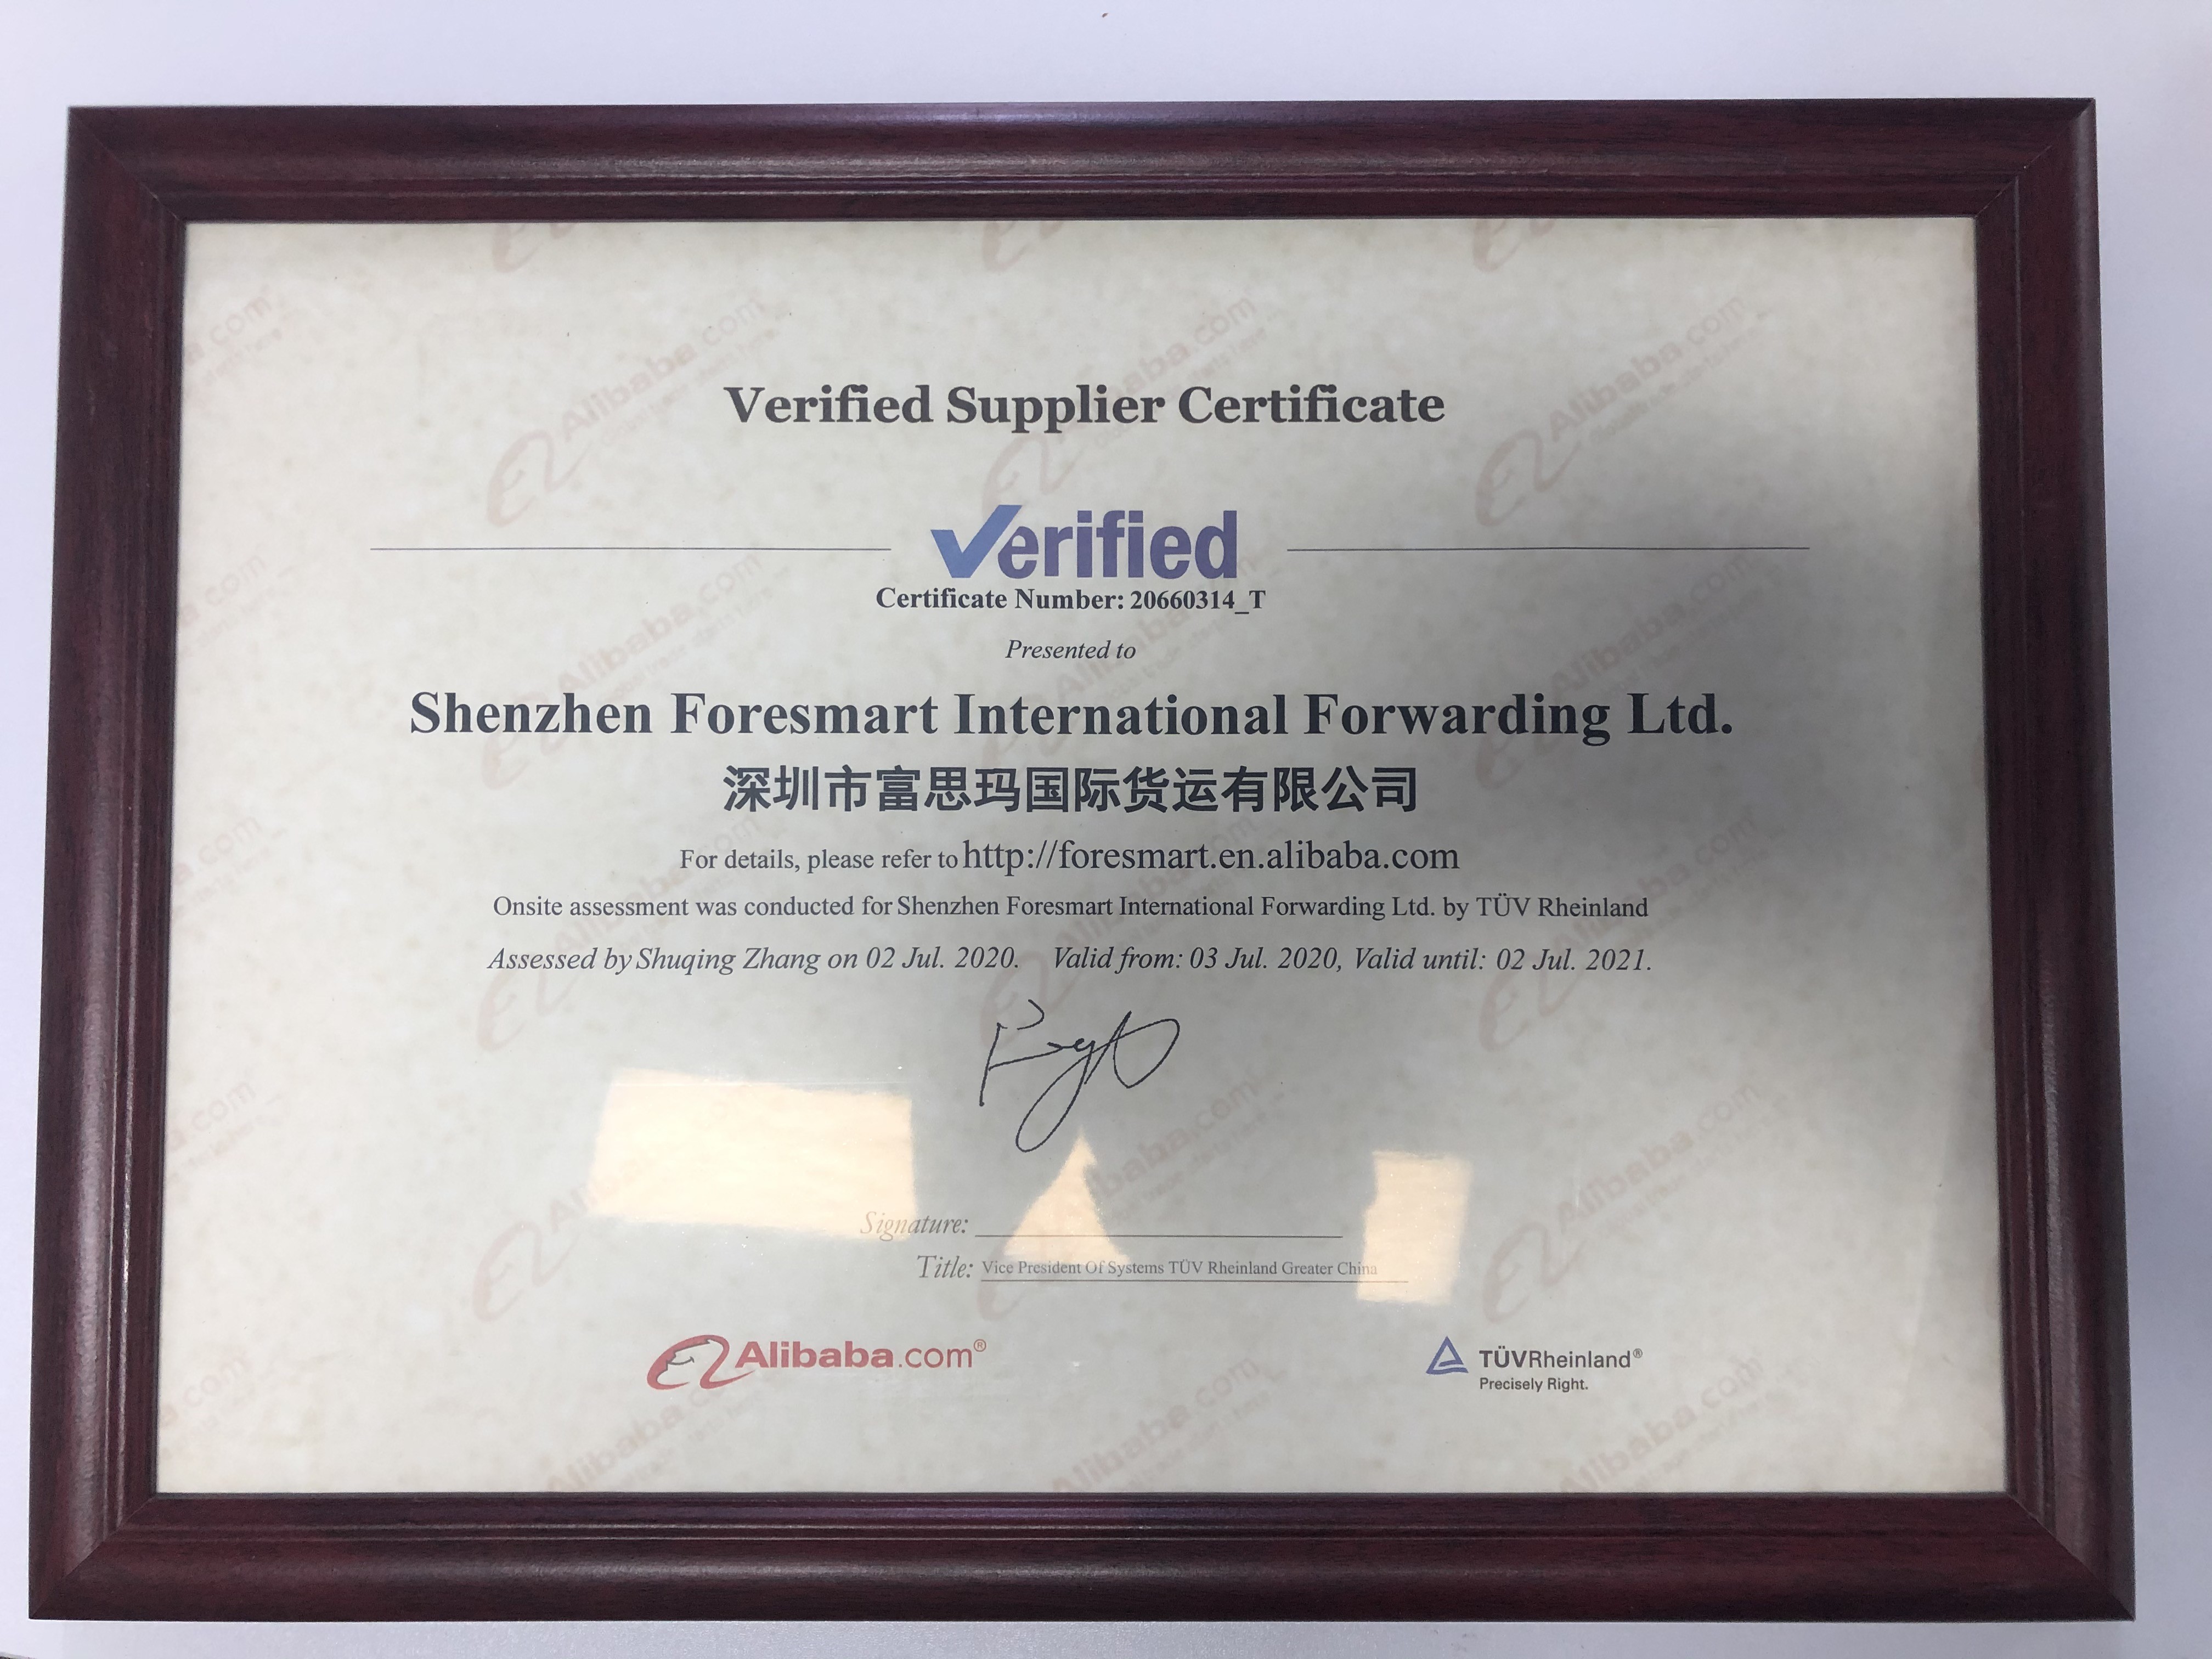 Verified Supplier Certificate
Verified
Certificate Number: 20660314_T
Presented to
Shenzhen Foresmart International Forwarding Ltd.
深圳市富思玛国际货运有限公司
For details, please refer to http://foresmart.en.alibaba.com
Onsite assessment was conducted for Shenzhen Foresmart International Forwarding Ltd. by TÜV Rheinland
Assessed by Shuqing Zhang on 02 Jul. 2020. Valid from: 03 Jul. 2020, Valid until: 02 Jul. 2021.
Signature:
Title: Vice President Of Systems TÜV Rheinland Greater China
Alibaba.com®
TÜVRheinland®
Precisely Right.